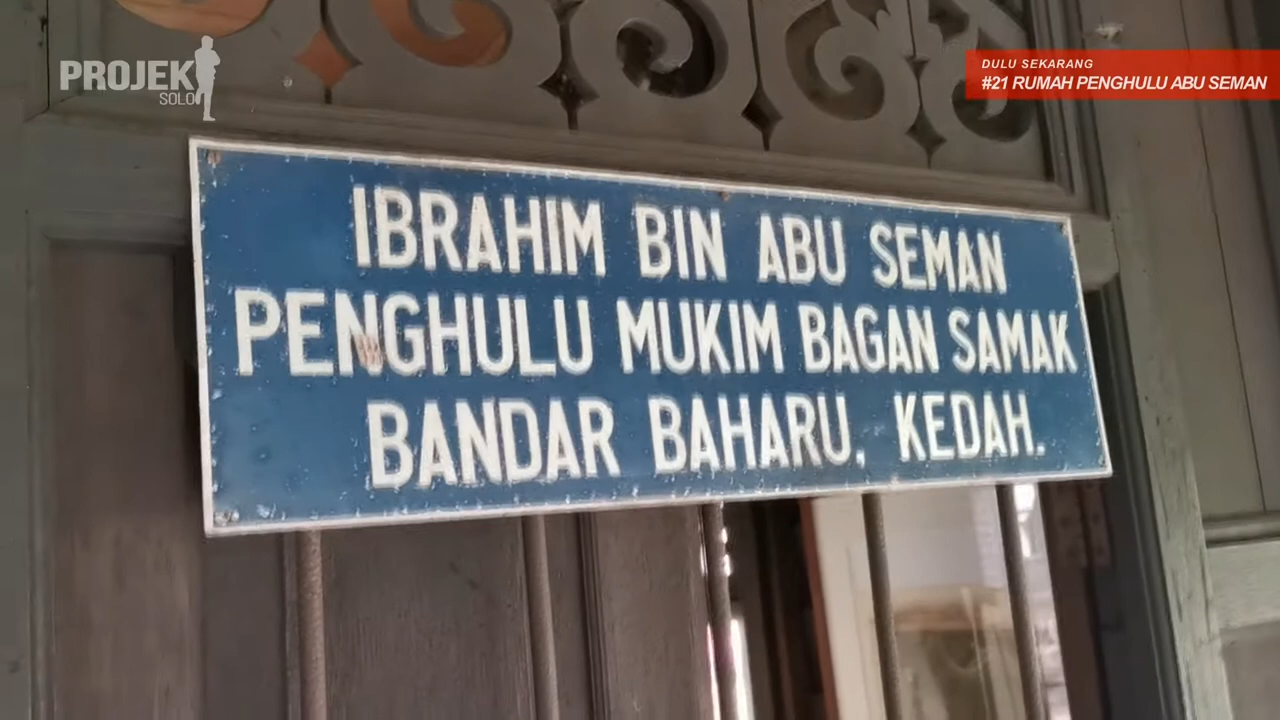 PROJEK
SOLO
DULU SEKARANG
#21 RUMAH PENGHULU ABU SEMAN
IBRAHIM BIN ABU SEMAN
PENGHULU MUKIM BAGAN SAMAK
BANDAR BAHARU, KEDAH.